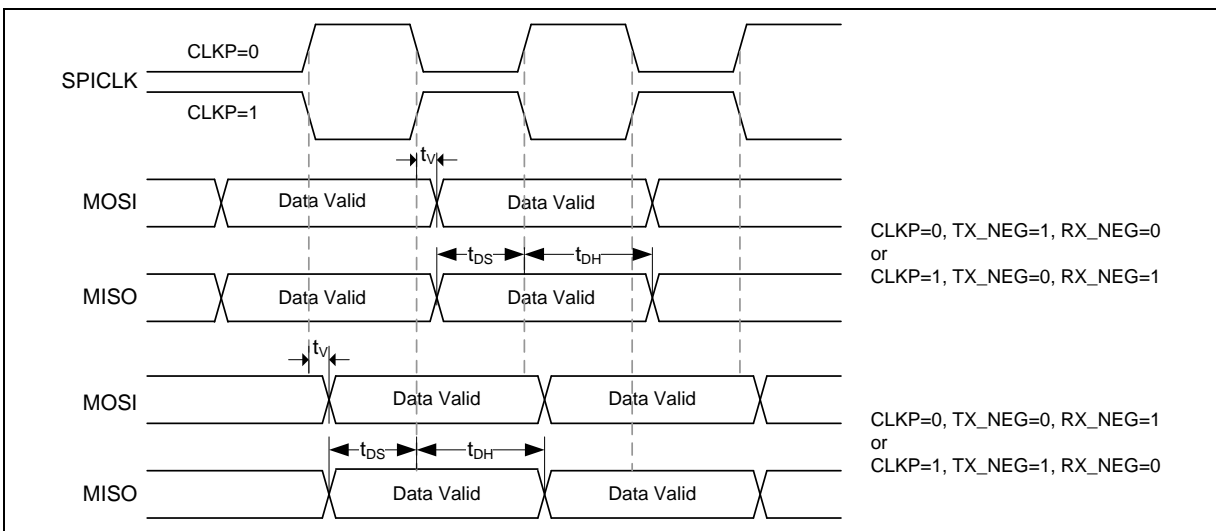 CLKP=0
SPICLK
CLKP=1
tV
MOSI
Data Valid
Data Valid
CLKP=0, TX_NEG=1, RX_NEG=0
or
CLKP=1, TX_NEG=0, RX_NEG=1
tDS
tDH
MISO
Data Valid
Data Valid
tV
MOSI
Data Valid
Data Valid
CLKP=0, TX_NEG=0, RX_NEG=1
or
CLKP=1, TX_NEG=1, RX_NEG=0
tDS
tDH
MISO
Data Valid
Data Valid